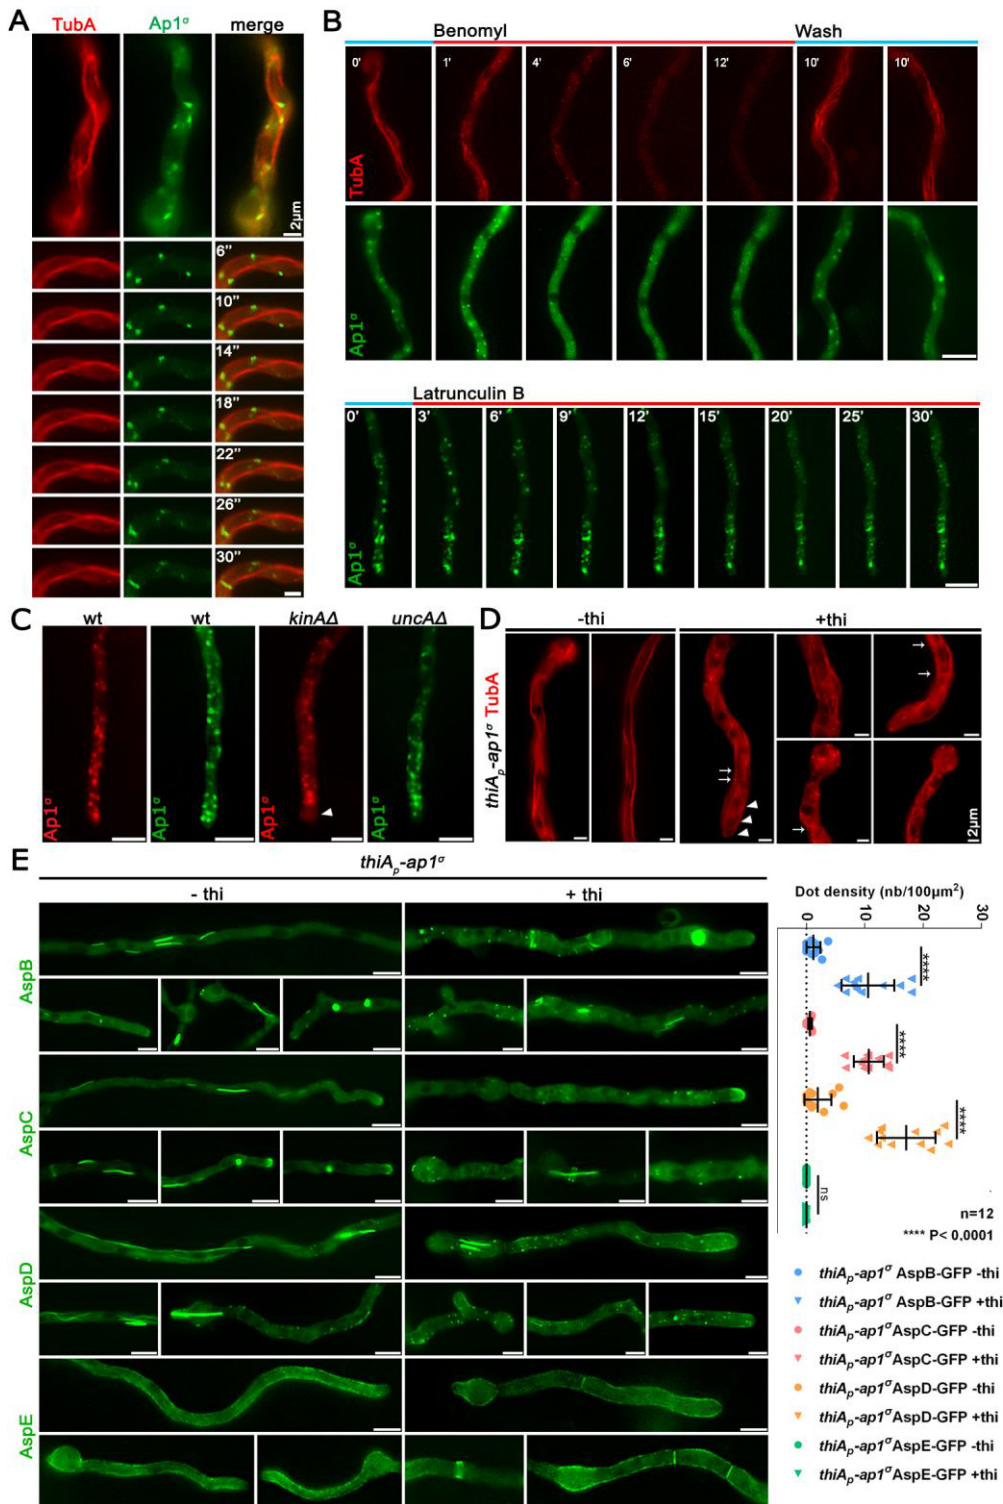 A
TubA
Ap1σ
merge
2μm
6"
10"
14"
18"
22"
26"
30"
B
Benomyl
Wash
0'
1'
4'
6'
12'
10'
10'
TubA
Ap1σ
Latrunculin B
0'
3'
6'
9'
12'
15'
20'
25'
30'
Ap1σ
C
wt
wt
kinAΔ
uncAΔ
Ap1σ
Ap1σ
Ap1σ
Ap1σ
D
-thi
+thi
thiAp-ap1σ TubA
2μm
E
thiAp-ap1σ
- thi
+ thi
AspB
AspC
AspD
AspE
Dot density (nb/100μm2)
0
10
20
30
****
****
****
ns
n=12
**** P< 0,0001
thiAp-ap1σ AspB-GFP -thi
thiAp-ap1σ AspB-GFP +thi
thiAp-ap1σ AspC-GFP -thi
thiAp-ap1σ AspC-GFP +thi
thiAp-ap1σ AspD-GFP -thi
thiAp-ap1σ AspD-GFP +thi
thiAp-ap1σ AspE-GFP -thi
thiAp-ap1σ AspE-GFP +thi